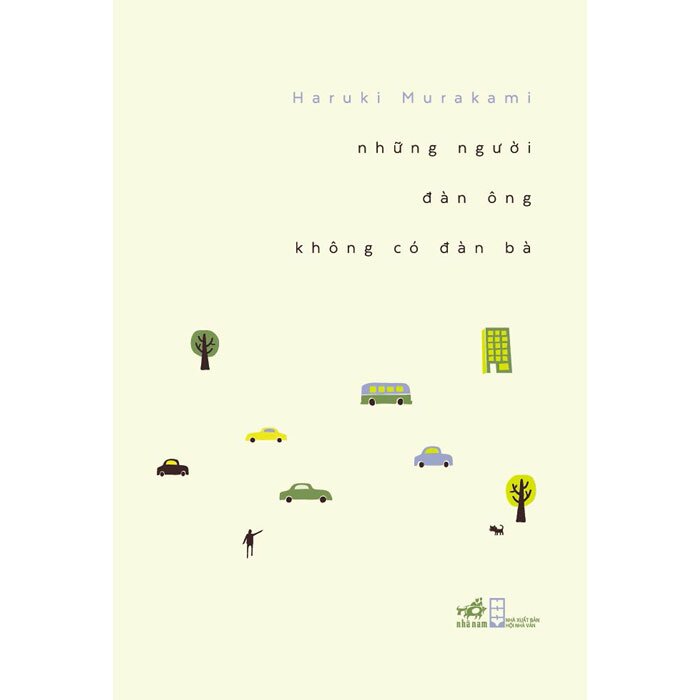 Haruki Murakami
những người
đàn ông
không có đàn bà
nhã nam
NHÀ XUẤT BẢN
HỘI NHÀ VĂN